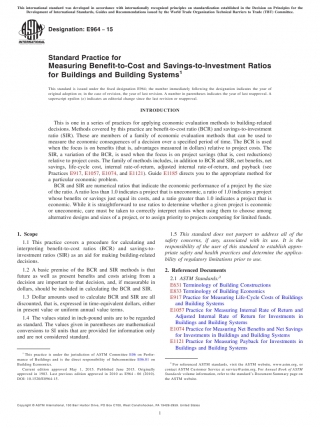 This international standard was developed in accordance with internationally recognized principles on standardization established in the Decision on Principles for the
Development of International Standards, Guides and Recommendations issued by the World Trade Organization Technical Barriers to Trade (TBT) Committee.
Designation: E964 − 15
INTERNATIONAL
Standard Practice for
Measuring Benefit-to-Cost and Savings-to-Investment Ratios
for Buildings and Building Systems1
This standard is issued under the fixed designation E964; the number immediately following the designation indicates the year of
original adoption or, in the case of revision, the year of last revision. A number in parentheses indicates the year of last reapproval. A
superscript epsilon (ε) indicates an editorial change since the last revision or reapproval.
INTRODUCTION
This is one in a series of practices for applying economic evaluation methods to building-related
decisions. Methods covered by this practice are benefit-to-cost ratio (BCR) and savings-to-investment
ratio (SIR). These are members of a family of economic evaluation methods that can be used to
measure the economic consequences of a decision over a specified period of time. The BCR is used
when the focus is on benefits (that is, advantages measured in dollars) relative to project costs. The
SIR, a variation of the BCR, is used when the focus is on project savings (that is, cost reductions)
relative to project costs. The family of methods includes, in addition to BCR and SIR, net benefits, net
savings, life-cycle cost, internal rate-of-return, adjusted internal rate-of-return, and payback (see
Practices E917, E1057, E1074, and E1121). Guide E1185 directs you to the appropriate method for
a particular economic problem.
BCR and SIR are numerical ratios that indicate the economic performance of a project by the size
of the ratio. A ratio less than 1.0 indicates a project that is uneconomic, a ratio of 1.0 indicates a project
whose benefits or savings just equal its costs, and a ratio greater than 1.0 indicates a project that is
economic. While it is straightforward to use ratios to determine whether a given project is economic
or uneconomic, care must be taken to correctly interpret ratios when using them to choose among
alternative designs and sizes of a project, or to assign priority to projects competing for limited funds.
1. Scope
1.1 This practice covers a procedure for calculating and
interpreting benefit-to-cost ratios (BCR) and savings-to-
investment ratios (SIR) as an aid for making building-related
decisions.
1.2 A basic premise of the BCR and SIR methods is that
future as well as present benefits and costs arising from a
decision are important to that decision, and, if measurable in
dollars, should be included in calculating the BCR and SIR.
1.3 Dollar amounts used to calculate BCR and SIR are all
discounted, that is, expressed in time-equivalent dollars, either
in present value or uniform annual value terms.
1.4 The values stated in inch-pound units are to be regarded
as standard. The values given in parentheses are mathematical
conversions to SI units that are provided for information only
and are not considered standard.
1 This practice is under the jurisdiction of ASTM Committee E06 on Perfor-
mance of Buildings and is the direct responsibility of Subcommittee E06.81 on
Building Economics.
Current edition approved May 1, 2015. Published June 2015. Originally
approved in 1983. Last previous edition approved in 2010 as E964 – 06 (2010).
DOI: 10.1520/E0964-15.
1.5 This standard does not purport to address all of the
safety concerns, if any, associated with its use. It is the
responsibility of the user of this standard to establish appro-
priate safety and health practices and determine the applica-
bility of regulatory limitations prior to use.
2. Referenced Documents
2.1 ASTM Standards:2
E631 Terminology of Building Constructions
E833 Terminology of Building Economics
E917 Practice for Measuring Life-Cycle Costs of Buildings
and Building Systems
E1057 Practice for Measuring Internal Rate of Return and
Adjusted Internal Rate of Return for Investments in
Buildings and Building Systems
E1074 Practice for Measuring Net Benefits and Net Savings
for Investments in Buildings and Building Systems
E1121 Practice for Measuring Payback for Investments in
Buildings and Building Systems
2 For referenced ASTM standards, visit the ASTM website, www.astm.org, or
contact ASTM Customer Service at service@astm.org. For Annual Book of ASTM
Standards volume information, refer to the standard's Document Summary page on
the ASTM website.
Copyright © ASTM International, 100 Barr Harbor Drive, PO Box C700, West Conshohocken, PA 19428-2959. United States
1